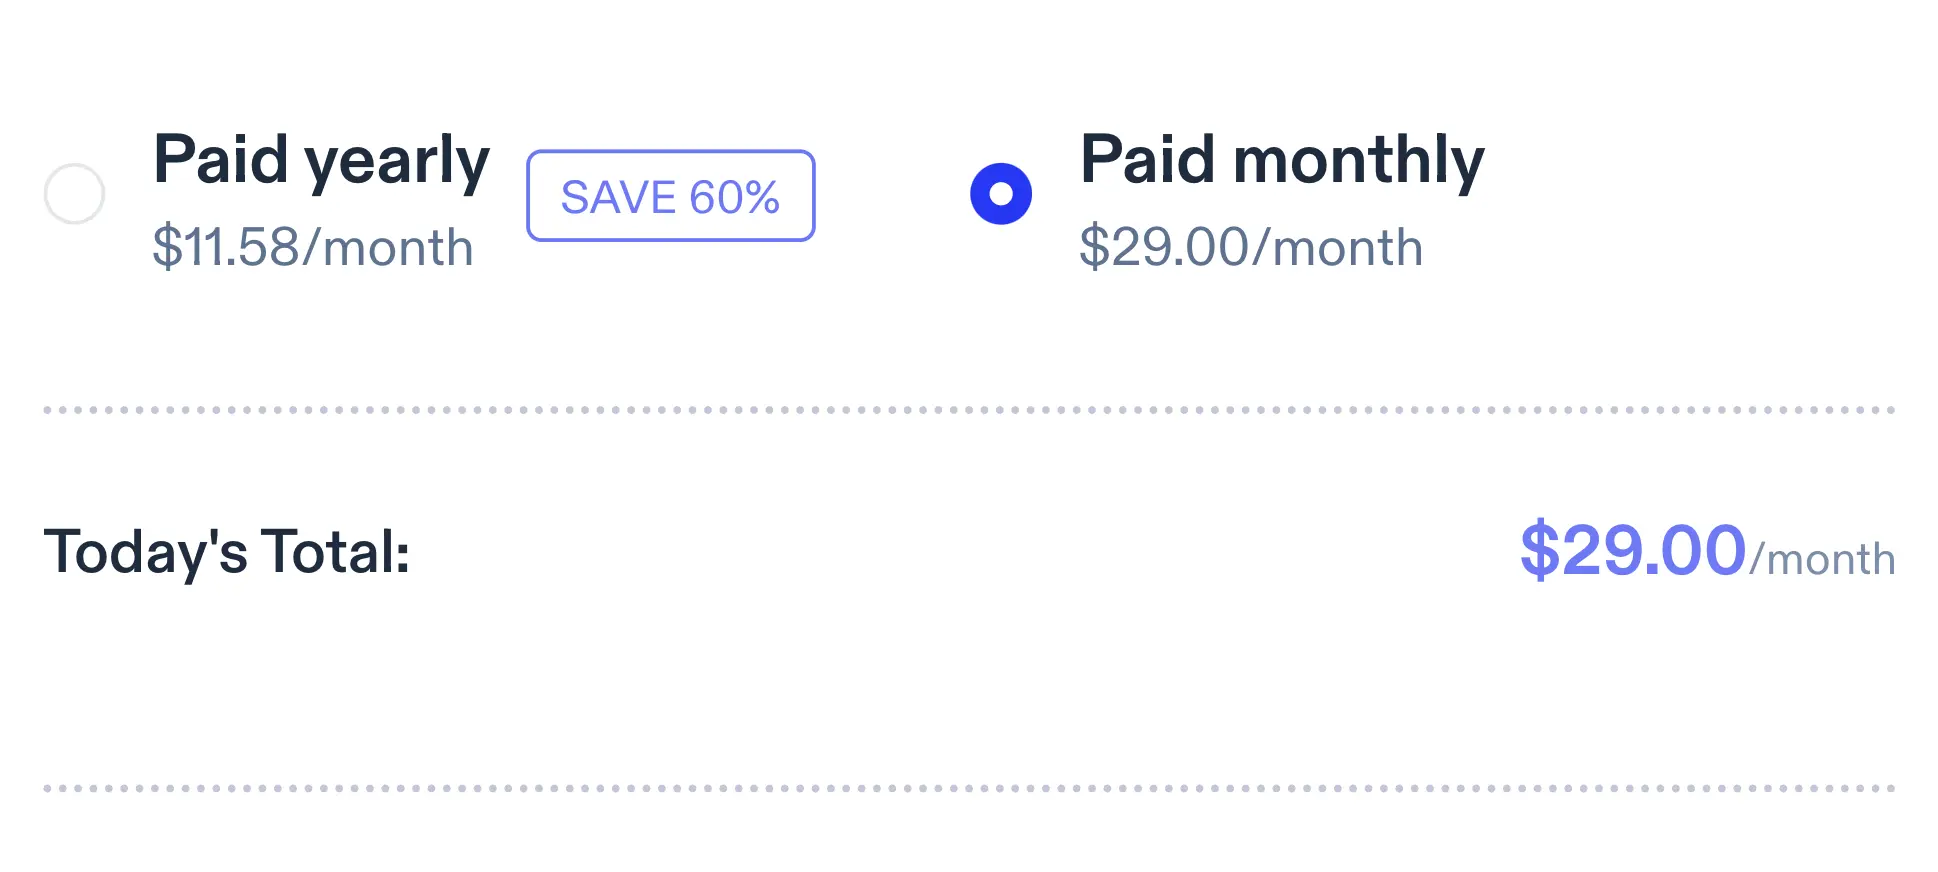 Paid yearly
SAVE 60%
$11.58/month
Paid monthly
$29.00/month
Today's Total:
$29.00/month